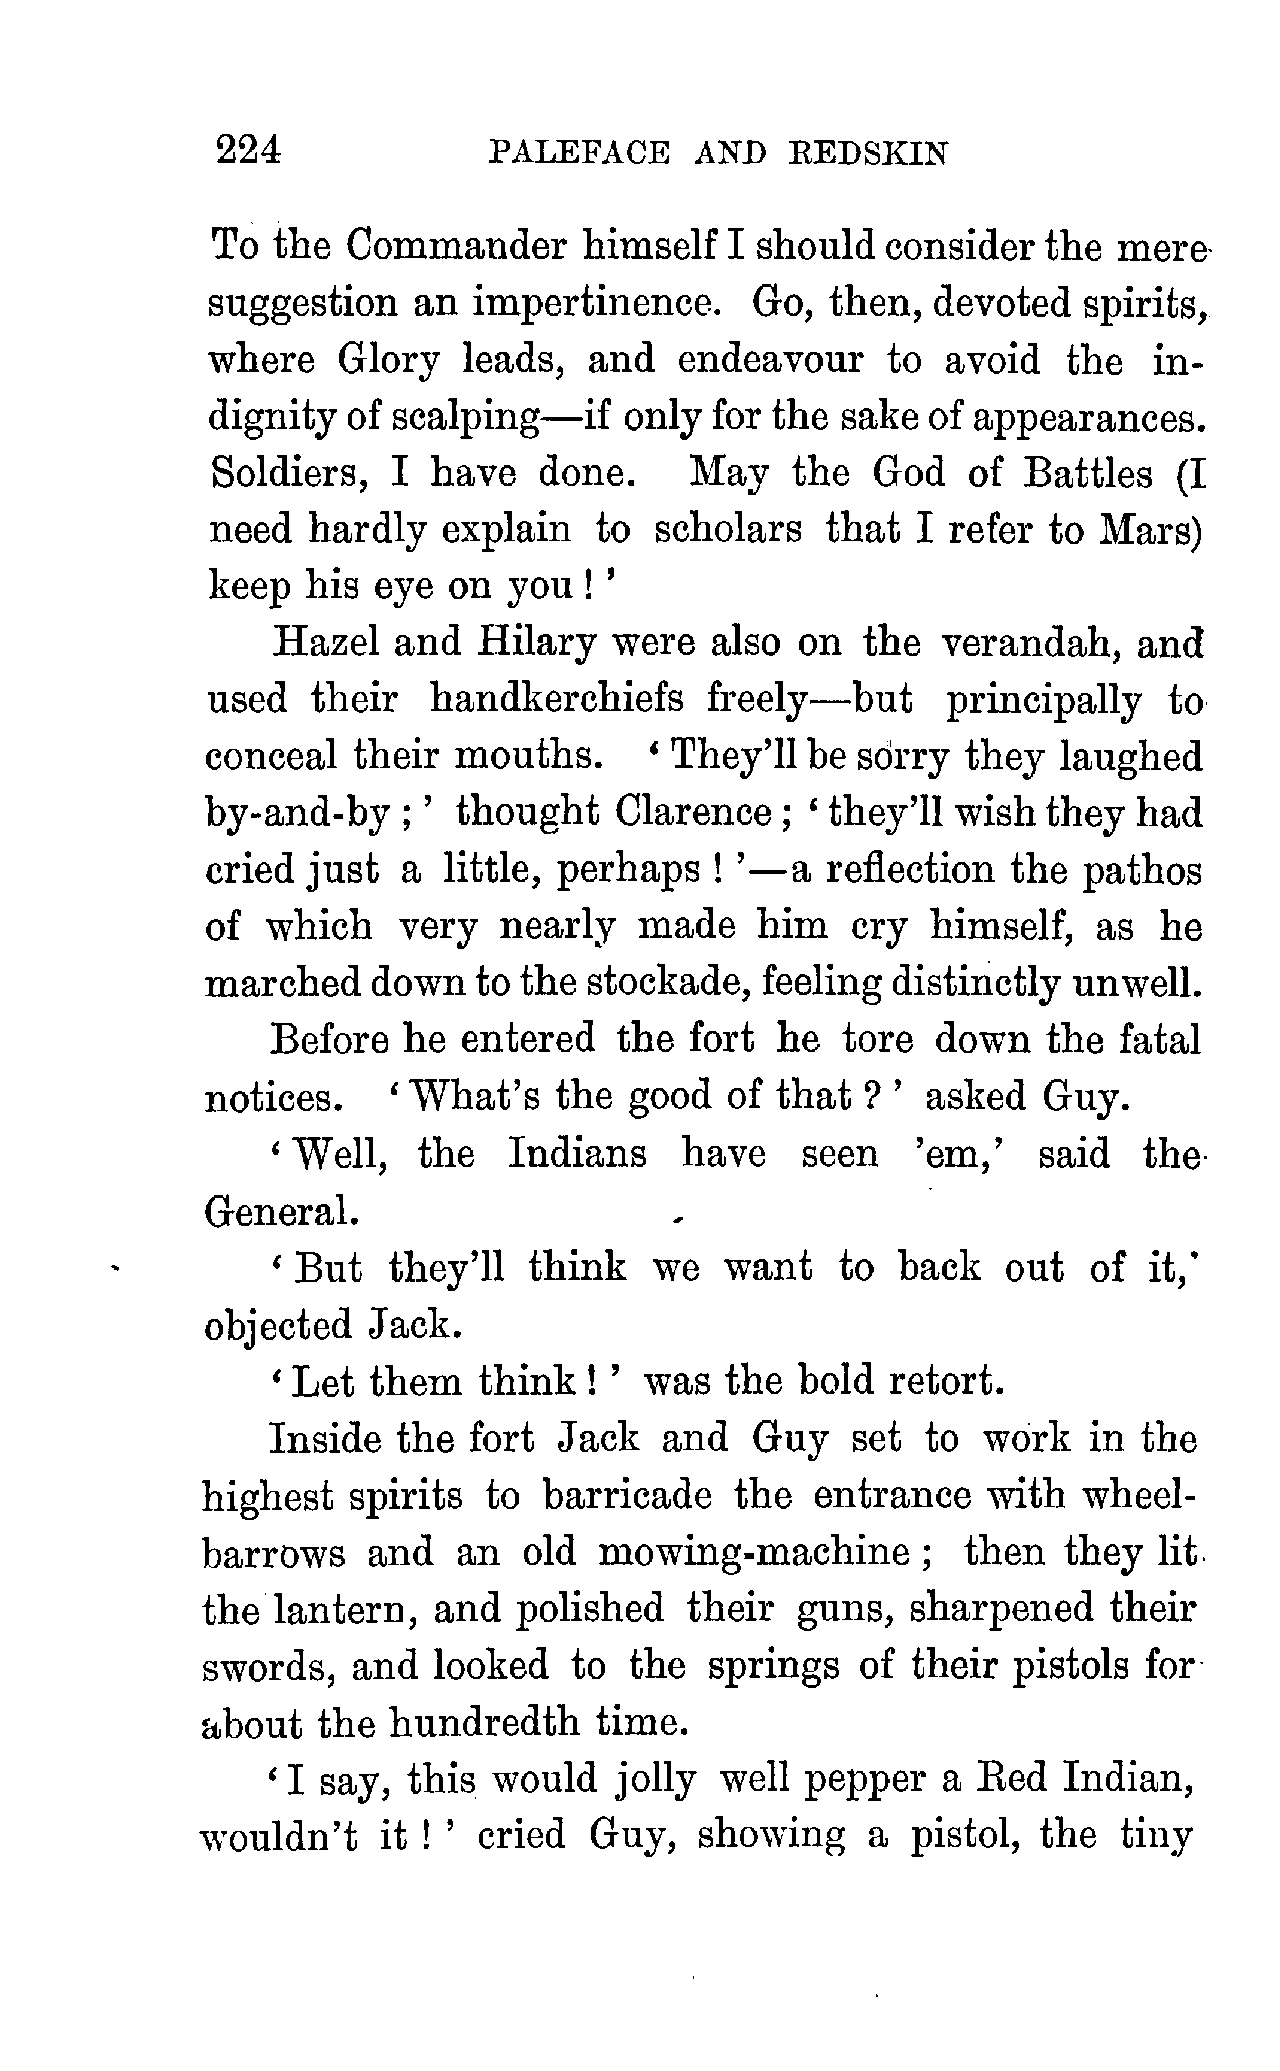 224 PALEFACE AND REDSKIN
To the Commander himself I should consider the mere
suggestion an impertinence. Go, then, devoted spirits,
where Glory leads, and endeavour to avoid the in-
dignity of scalping—if only for the sake of appearances.
Soldiers, I have done. May the God of Battles (I
need hardly explain to scholars that I refer to Mars)
keep his eye on you ! ’
Hazel and Hilary were also on the verandah, and
used their handkerchiefs freely—but principally to
conceal their mouths. ‘ They’ll be sorry they laughed
by-and-by ; ’ thought Clarence ; ‘ they’ll wish they had
cried just a little, perhaps ! ’—a reflection the pathos
of which very nearly made him cry himself, as he
marched down to the stockade, feeling distinctly unwell.
Before he entered the fort he tore down the fatal
notices. ‘ What’s the good of that ? ’ asked Guy.
‘ Well, the Indians have seen ’em,’ said the
General.
‘ But they’ll think we want to back out of it,’
objected Jack.
‘ Let them think ! ’ was the bold retort.
Inside the fort Jack and Guy set to work in the
highest spirits to barricade the entrance with wheel-
barrows and an old mowing-machine ; then they lit
the lantern, and polished their guns, sharpened their
swords, and looked to the springs of their pistols for
about the hundredth time.
‘ I say, this would jolly well pepper a Red Indian,
wouldn’t it ! ’ cried Guy, showing a pistol, the tiny